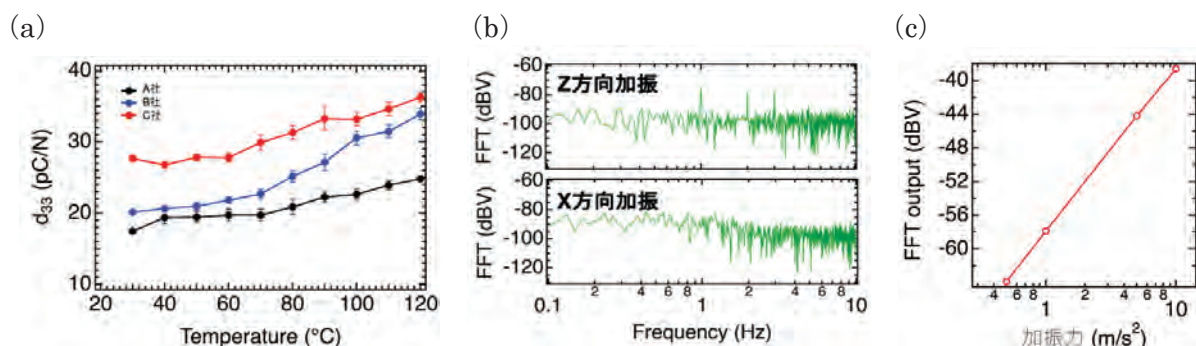 (a)
40
30
20
10
d₃₃ (pC/N)
A社
B社
C社
20 40 60 80 100 120
Temperature (°C)
(b)
-60
-80
-100
-120
FFT (dBV)
Z方向加振
-60
-80
-100
-120
FFT (dBV)
X方向加振
0.1 2 4 6 8 1 2 4 6 8 10
Frequency (Hz)
(c)
-40
-44
-48
-52
-56
-60
FFT output (dBV)
4 6 8 1 2 4 6 8 10
加振力 (m/s²)